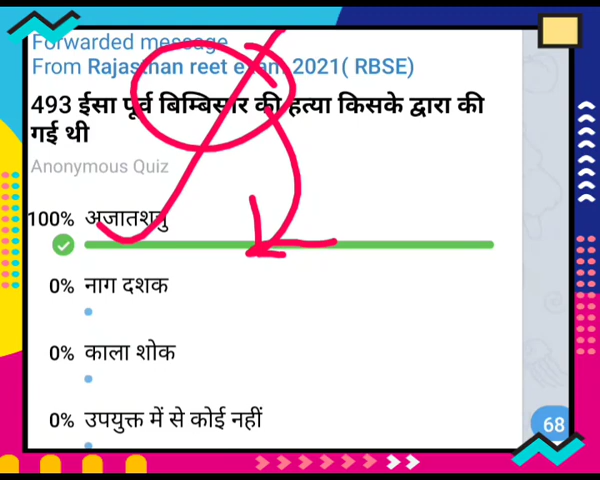 Forwarded message
From Rajasthan reet exam 2021( RBSE)
493 ईसा पूर्व बिम्बिसार की हत्या किसके द्वारा की
गई थी
Anonymous Quiz
100% अजातशत्रु
0% नाग दशक
0% काला शोक
0% उपयुक्त में से कोई नहीं
68